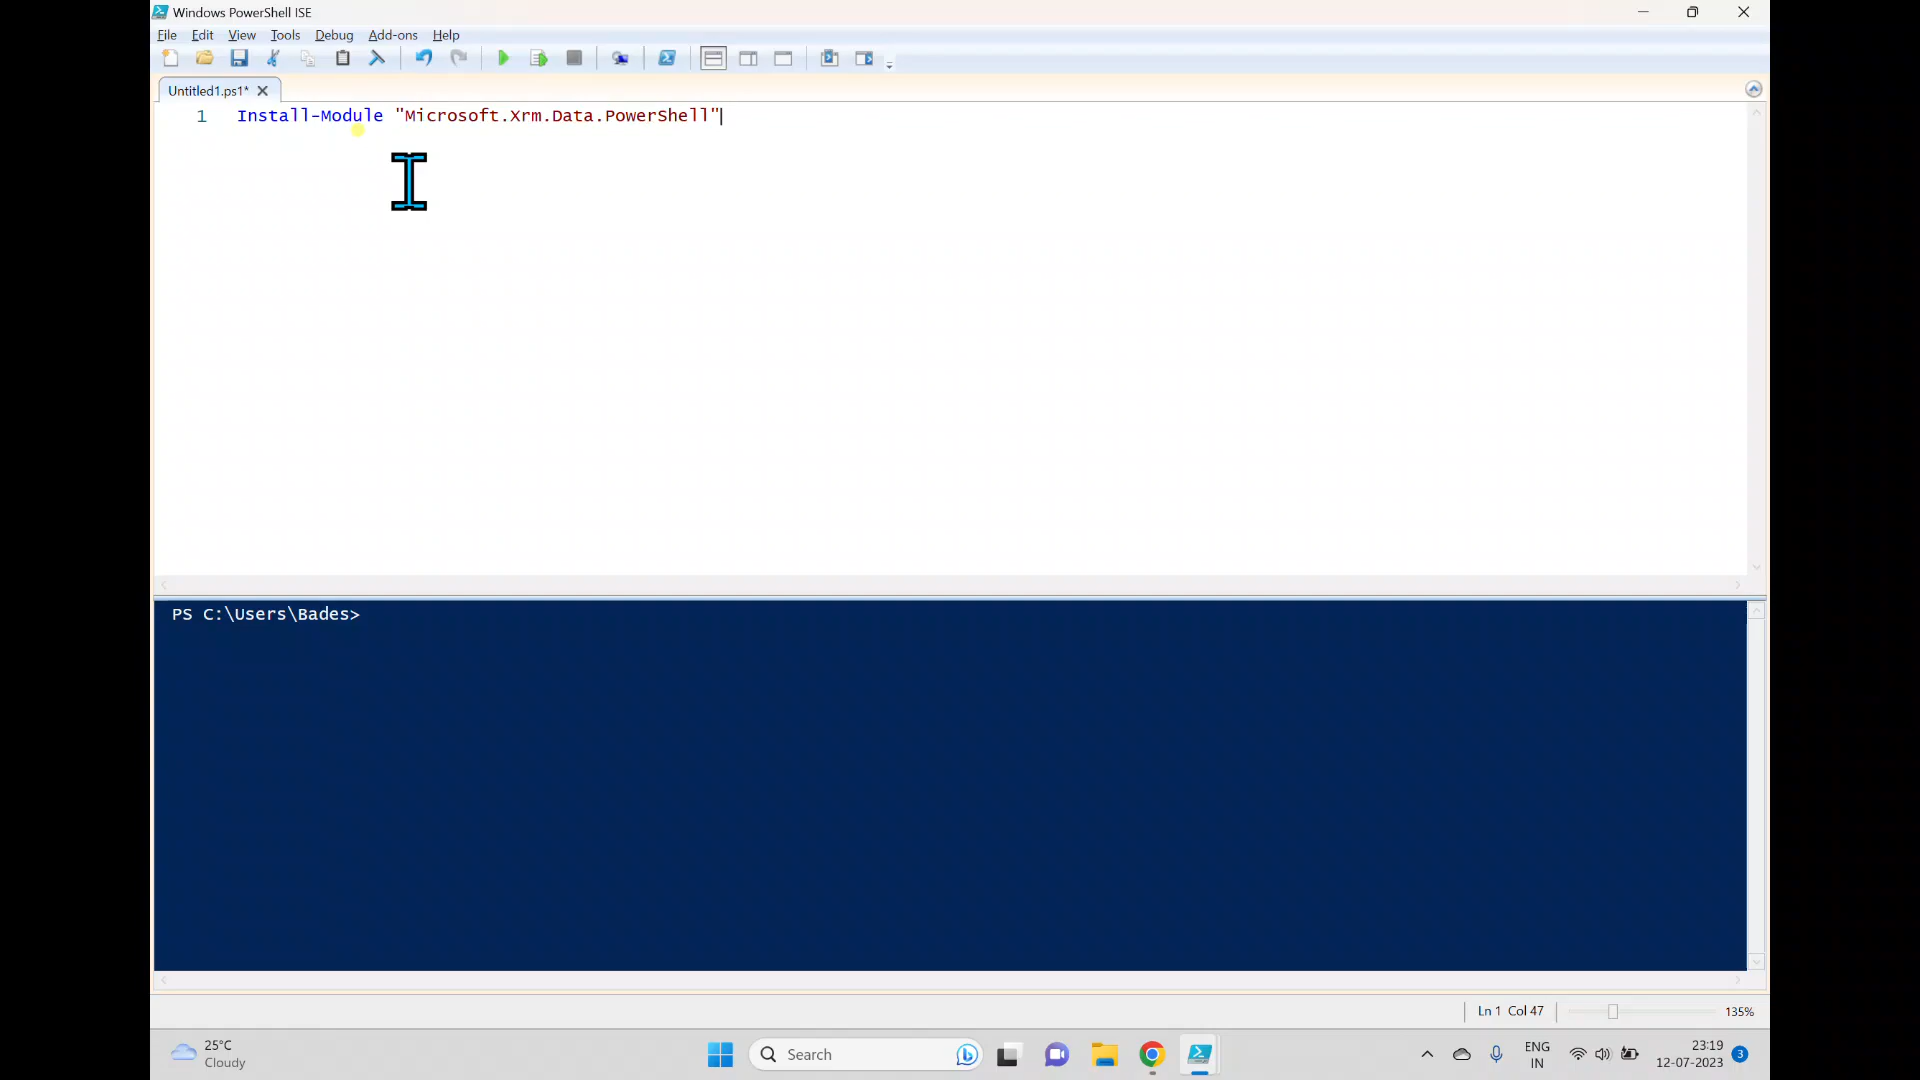 Windows PowerShell ISE
File Edit View Tools Debug Add-ons Help
Untitled1.ps1*
1 Install-Module "Microsoft.Xrm.Data.PowerShell"
PS C:\Users\Bades>
Ln 1 Col 47 135%
25°C
Cloudy
Search
ENG
IN
23:19
12-07-2023
3